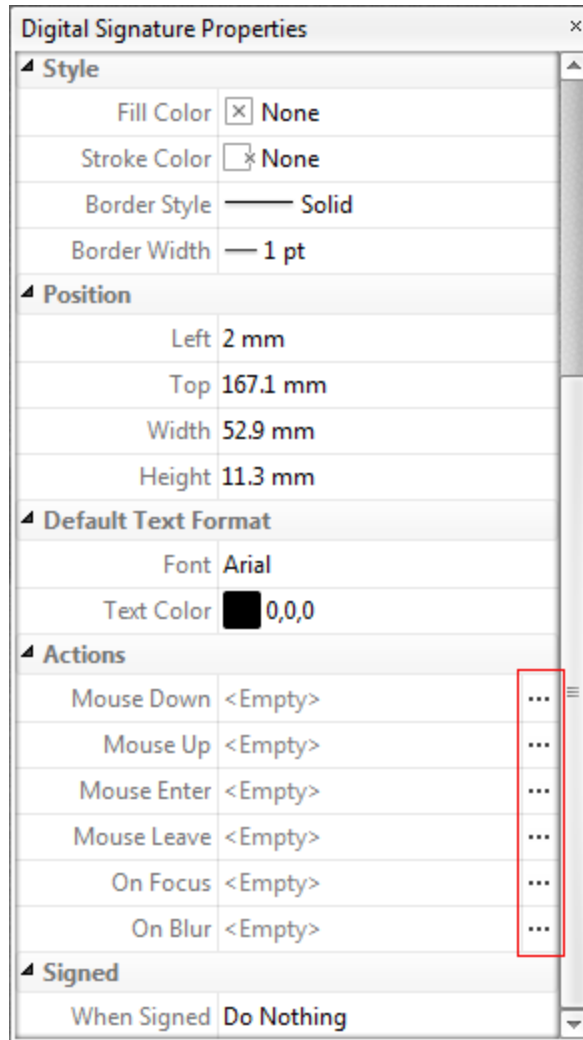 Digital Signature Properties
Style
Fill Color None
Stroke Color None
Border Style Solid
Border Width 1 pt
Position
Left 2 mm
Top 167.1 mm
Width 52.9 mm
Height 11.3 mm
Default Text Format
Font Arial
Text Color 0,0,0
Actions
Mouse Down <Empty> ...
Mouse Up <Empty> ...
Mouse Enter <Empty> ...
Mouse Leave <Empty> ...
On Focus <Empty> ...
On Blur <Empty> ...
Signed
When Signed Do Nothing